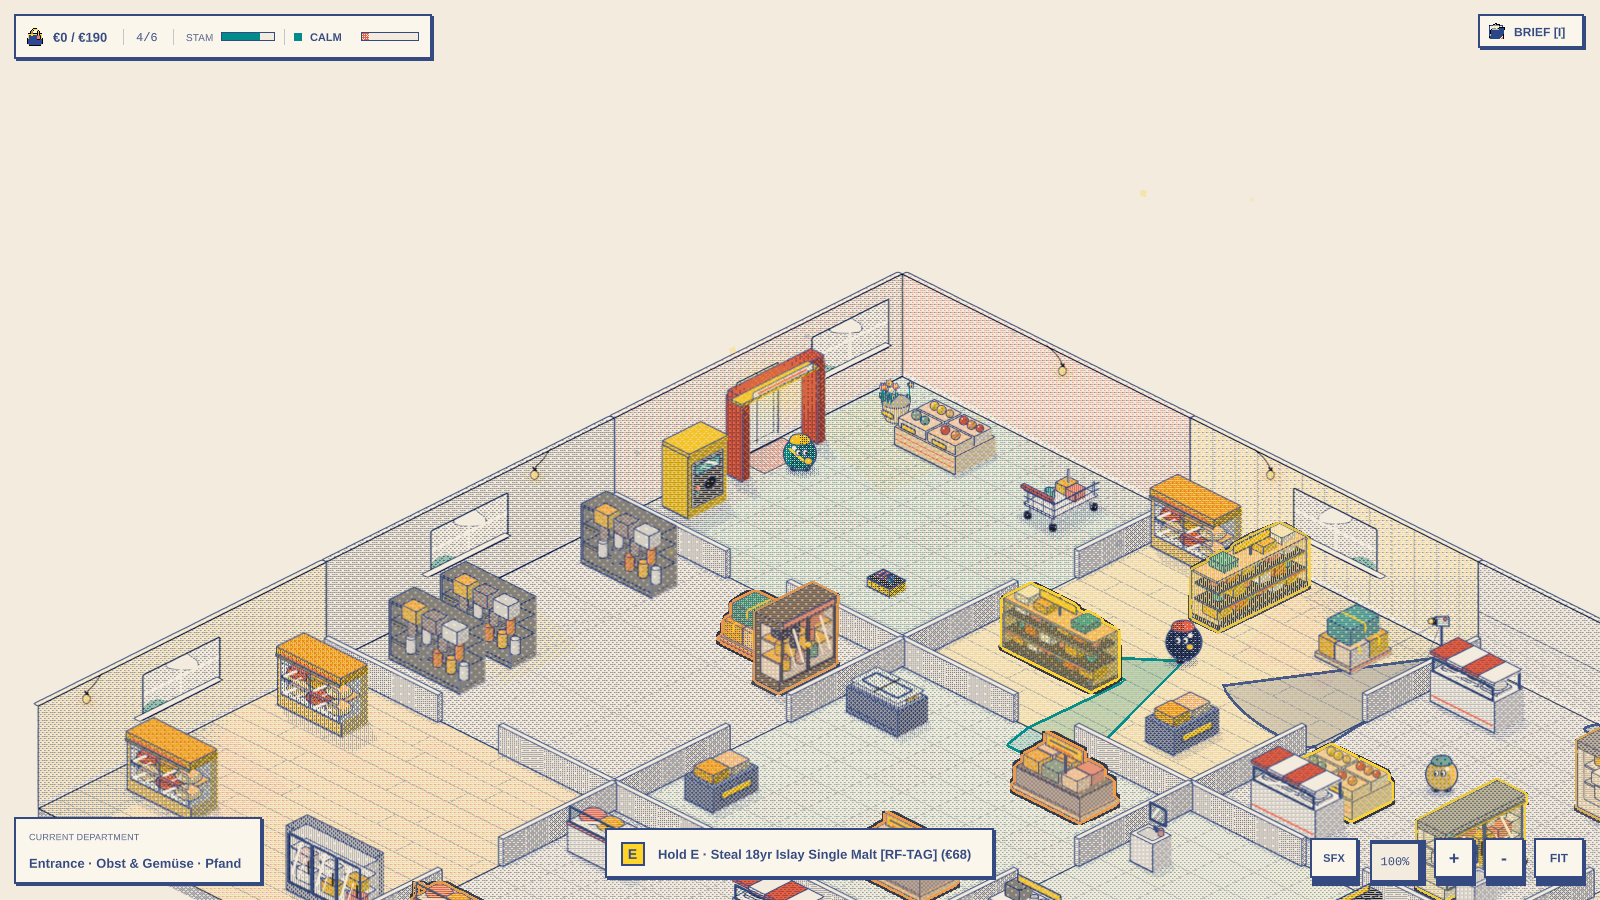 €0 / €190
4/6
STAM
CALM
BRIEF [I]
CURRENT DEPARTMENT
Entrance · Obst & Gemüse · Pfand
E
Hold E · Steal 18yr Islay Single Malt [RF-TAG] (€68)
SFX
100%
+
-
FIT